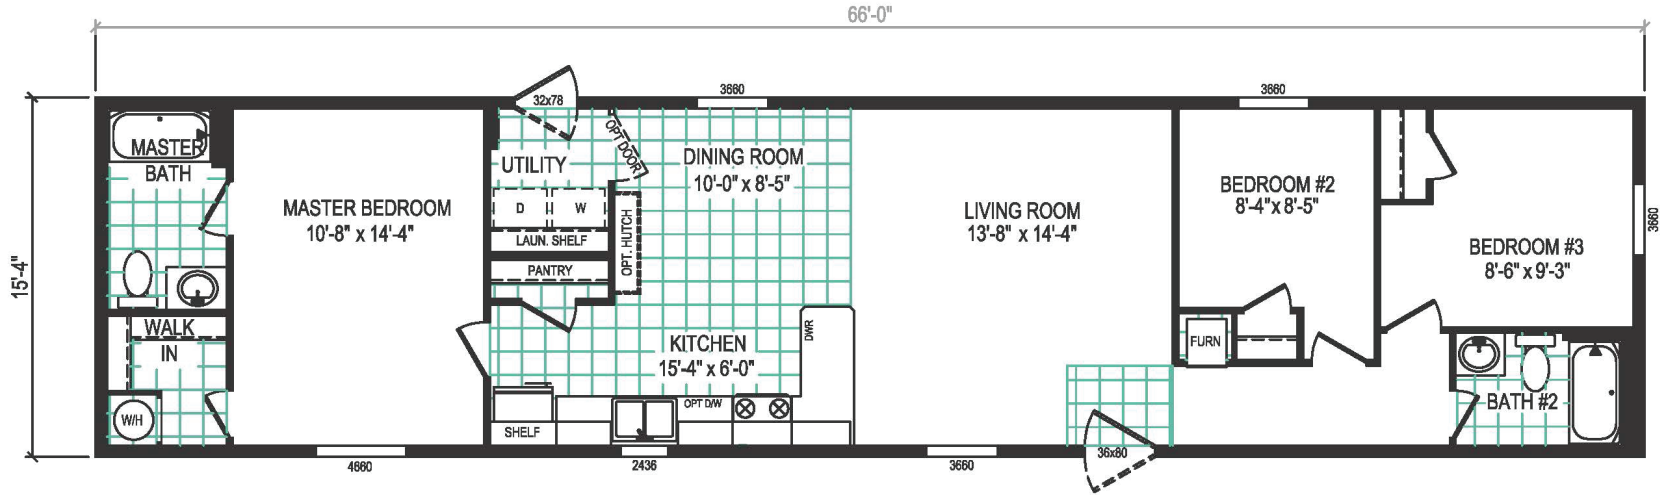 66'-0"
15'-4"
32x78
3660
3660
MASTER
BATH
MASTER BEDROOM
10'-8" x 14'-4"
UTILITY
OPT DOOR
D
W
LAUN. SHELF
PANTRY
OPT. HUTCH
DINING ROOM
10'-0" x 8'-5"
LIVING ROOM
13'-8" x 14'-4"
BEDROOM #2
8'-4" x 8'-5"
BEDROOM #3
8'-6" x 9'-3"
3660
WALK
IN
W/H
KITCHEN
15'-4" x 6'-0"
DWR
OPT D/W
SHELF
FURN
BATH #2
4660
2436
3660
36x80